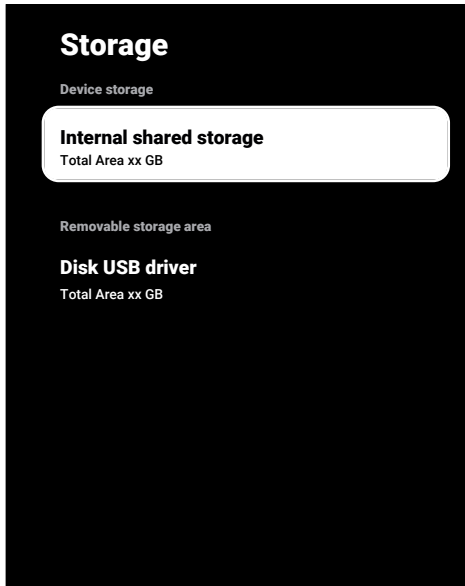 Storage
Device storage
Internal shared storage
Total Area xx GB
Removable storage area
Disk USB driver
Total Area xx GB